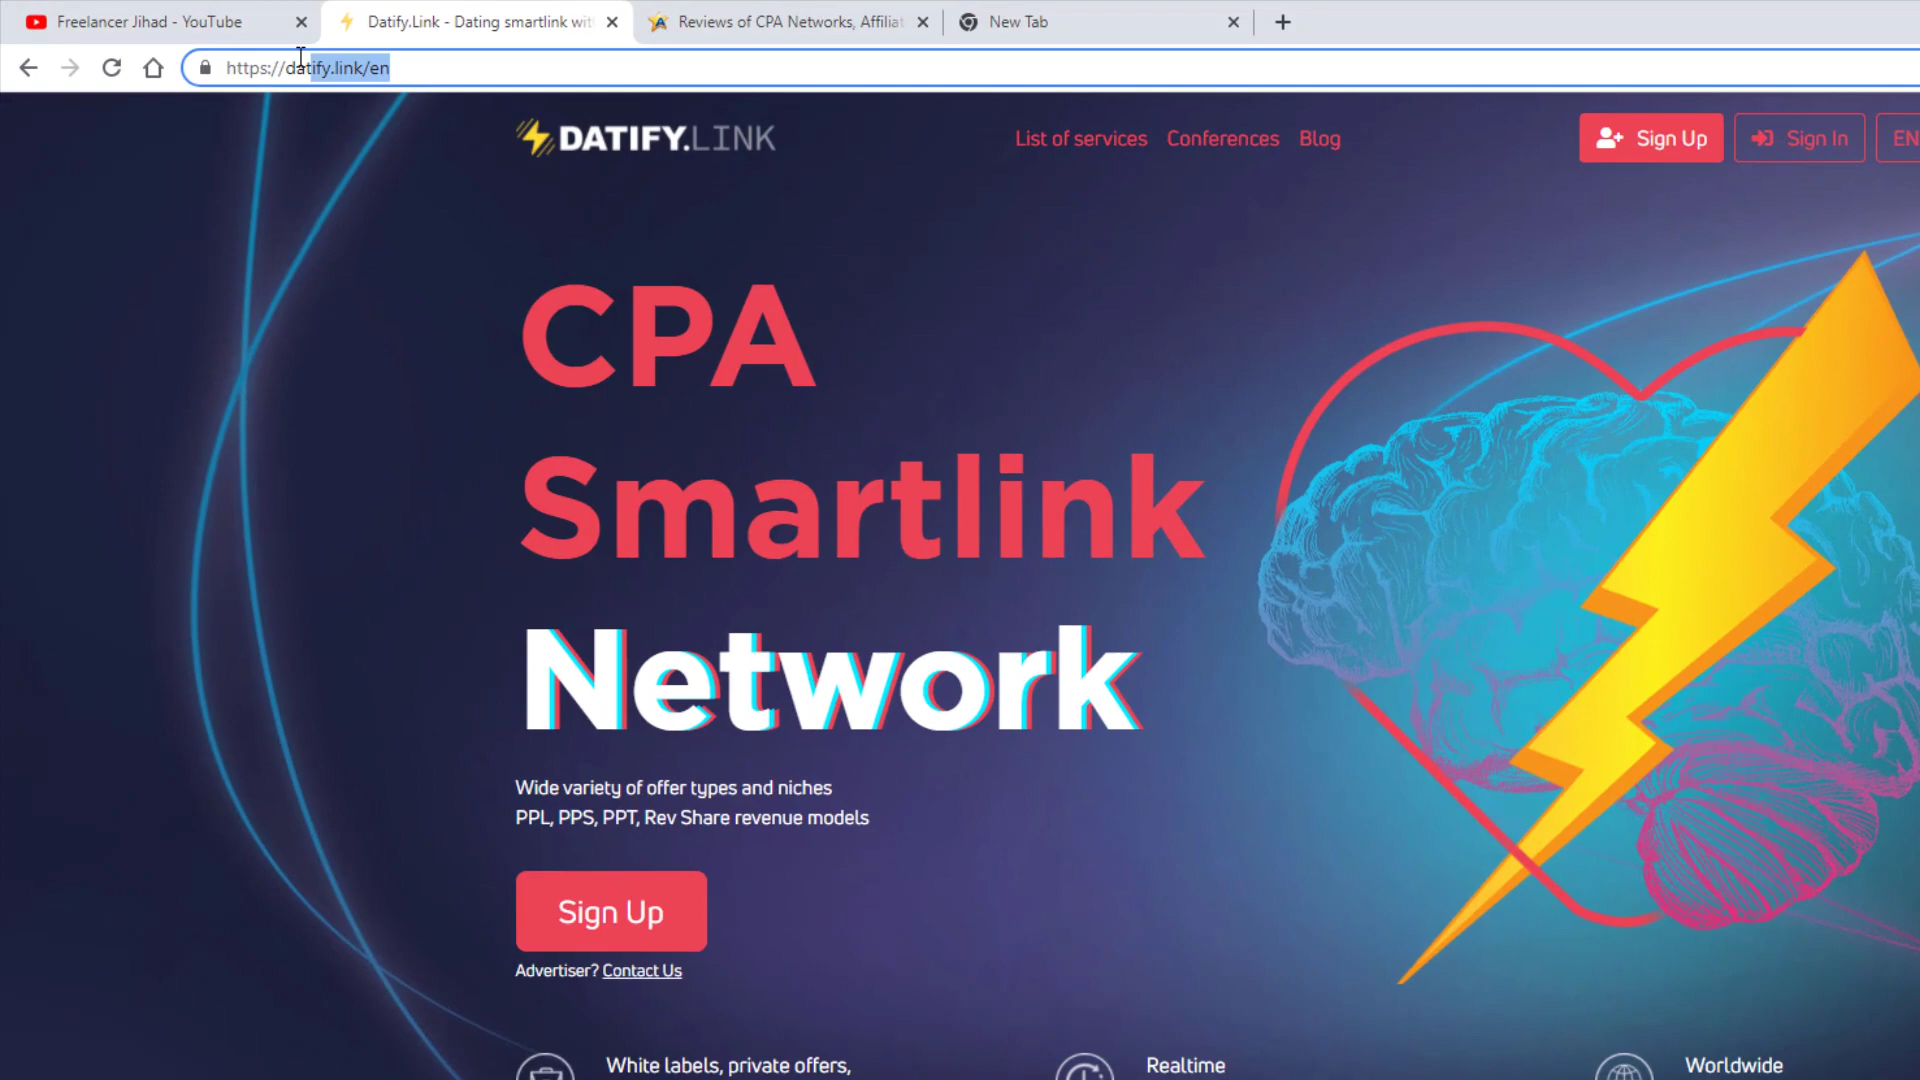 Freelancer Jihad - YouTube
Datify.Link - Dating smartlink wit
Reviews of CPA Networks, Affiliat
New Tab
https://datify.link/en
DATIFY.LINK
List of services
Conferences
Blog
Sign Up
Sign In
EN
CPA
Smartlink
Network
Wide variety of offer types and niches
PPL, PPS, PPT, Rev Share revenue models
Sign Up
Advertiser? Contact Us
White labels, private offers,
Realtime
Worldwide